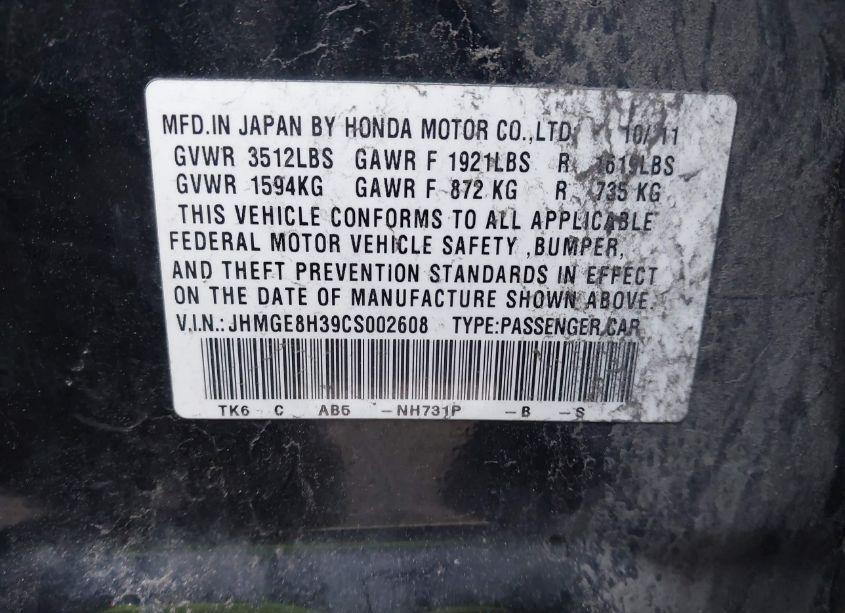 MFD.IN JAPAN BY HONDA MOTOR CO.,LTD. 10/11
GVWR 3512LBS GAWR F 1921LBS R 1619LBS
GVWR 1594KG GAWR F 872 KG R 735 KG
THIS VEHICLE CONFORMS TO ALL APPLICABLE
FEDERAL MOTOR VEHICLE SAFETY ,BUMPER,
AND THEFT PREVENTION STANDARDS IN EFFECT
ON THE DATE OF MANUFACTURE SHOWN ABOVE.
V.I.N.: JHMGE8H39CS002608 TYPE:PASSENGER CAR
TK6 C AB5 -NH731P -B -S